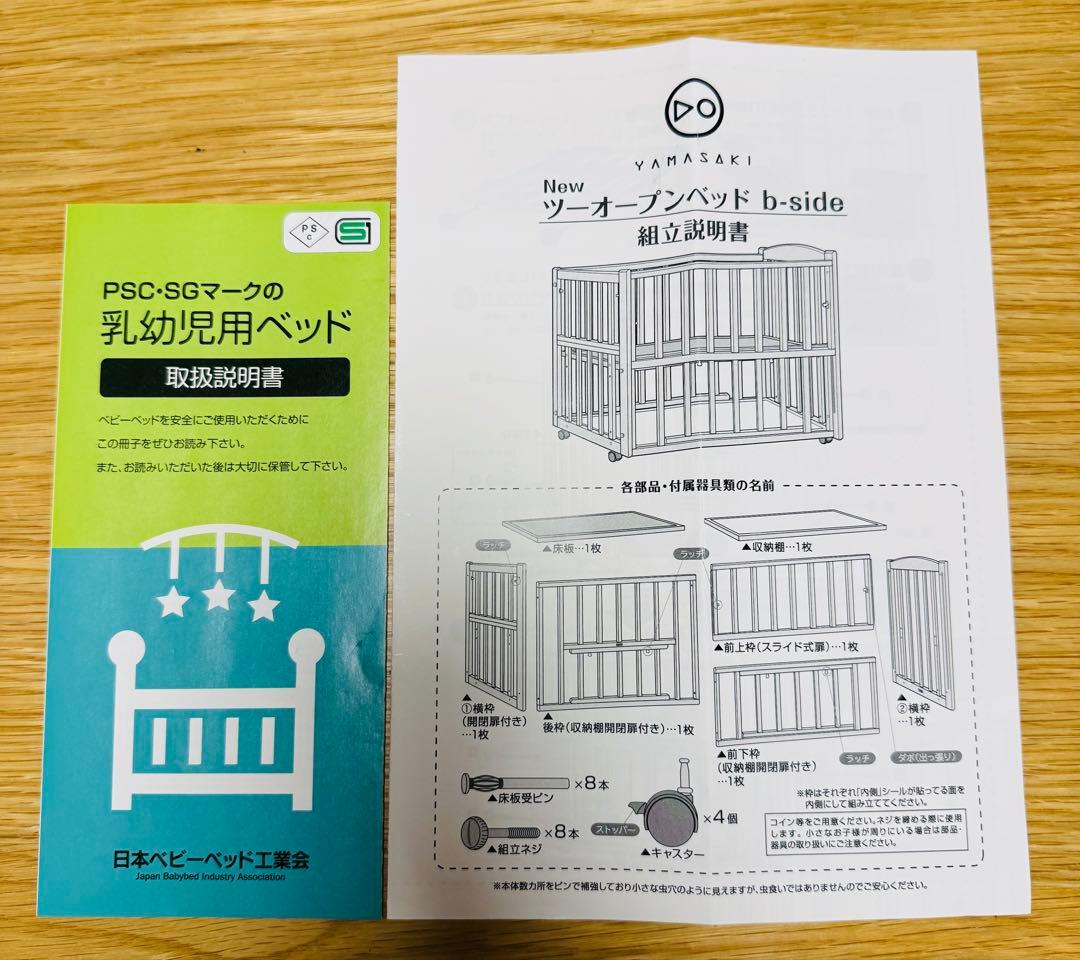 PS
C
PSC・SGマークの
乳幼児用ベッド
取扱説明書
ベビーベッドを安全にご使用いただくために
この冊子をぜひお読み下さい。
また、お読みいただいた後は大切に保管して下さい。
日本ベビーベッド工業会
Japan Babybed Industry Association
YAMASAKI
New
ツーオープンベッド b-side
組立説明書
各部品・付属器具類の名前
▲床板…1枚
▲収納棚…1枚
ラッチ
ラッチ
▲前上枠(スライド式扉)…1枚
▲
①横枠
(開閉扉付き)
…1枚
▲
後枠(収納棚開閉扉付き)…1枚
▲前下枠
(収納棚開閉扉付き)
…1枚
ラッチ
▲
②横枠
…1枚
ダボ(出っ張り)
※枠はそれぞれ「内側」シールが貼ってる面を
内側にして組み立ててください。
×8本
▲床板受ピン
×8本
▲組立ネジ
ストッパー
×4個
▲キャスター
コイン等をご用意ください。ネジを締める際に使用
します。小さなお子様が周りにいる場合は部品・
器具の取り扱いにご注意ください。
※本体数カ所をピンで補強しており小さな虫穴のように見えますが、虫食いではありませんのでご安心ください。